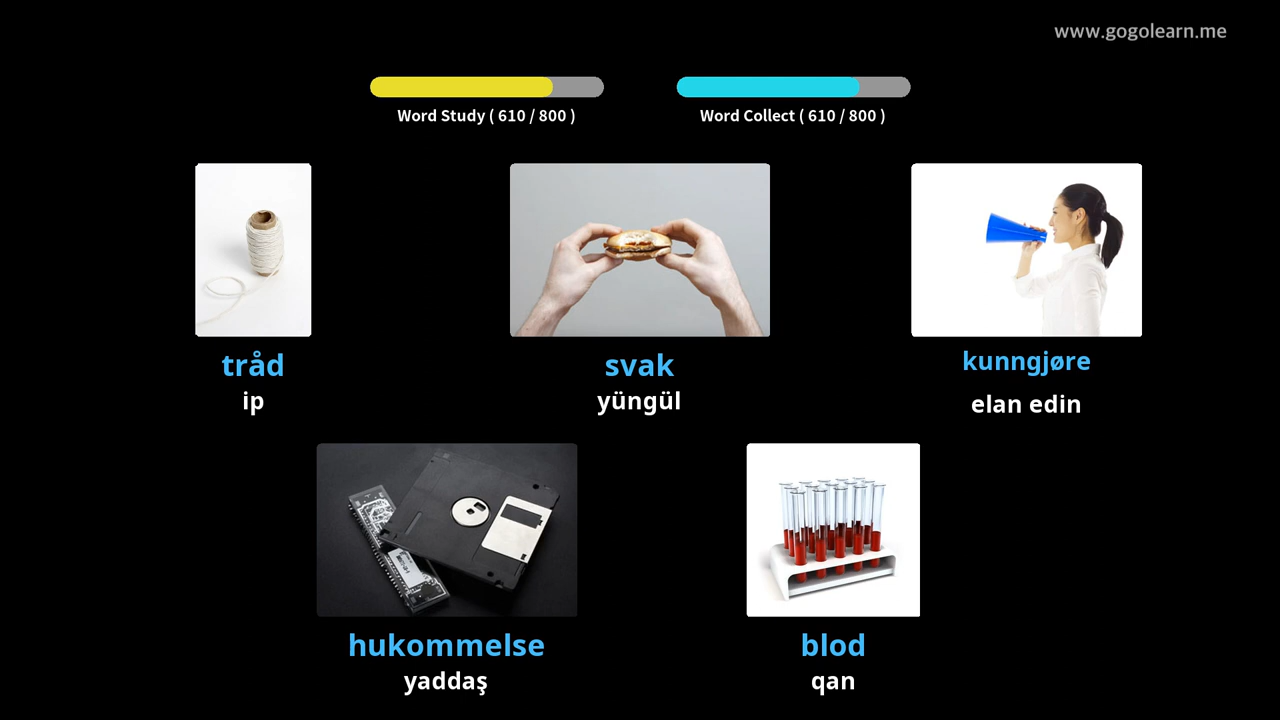 www.gogolearn.me
Word Study ( 610 / 800 )
Word Collect ( 610 / 800 )
tråd
ip
svak
yüngül
kunngjøre
elan edin
hukommelse
yaddaş
blod
qan